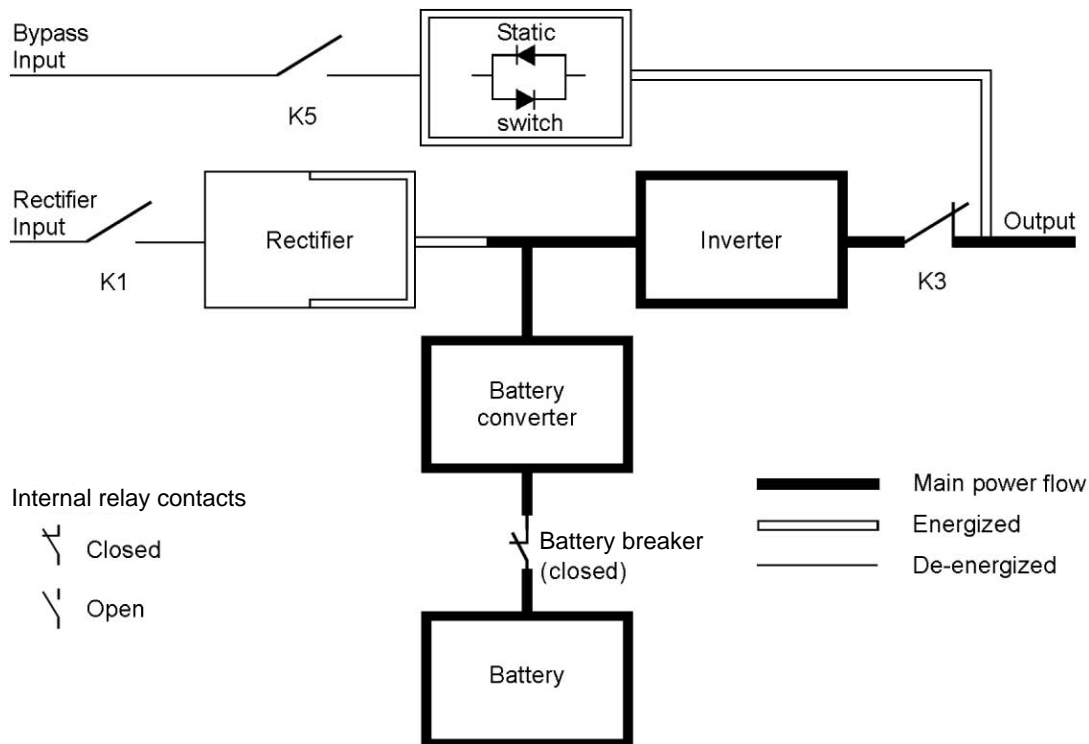 Bypass
Input
K5
Static
switch
Rectifier
Input
K1
Rectifier
Inverter
K3
Output
Battery
converter
Battery breaker
(closed)
Battery
Internal relay contacts
Closed
Open
Main power flow
Energized
De-energized